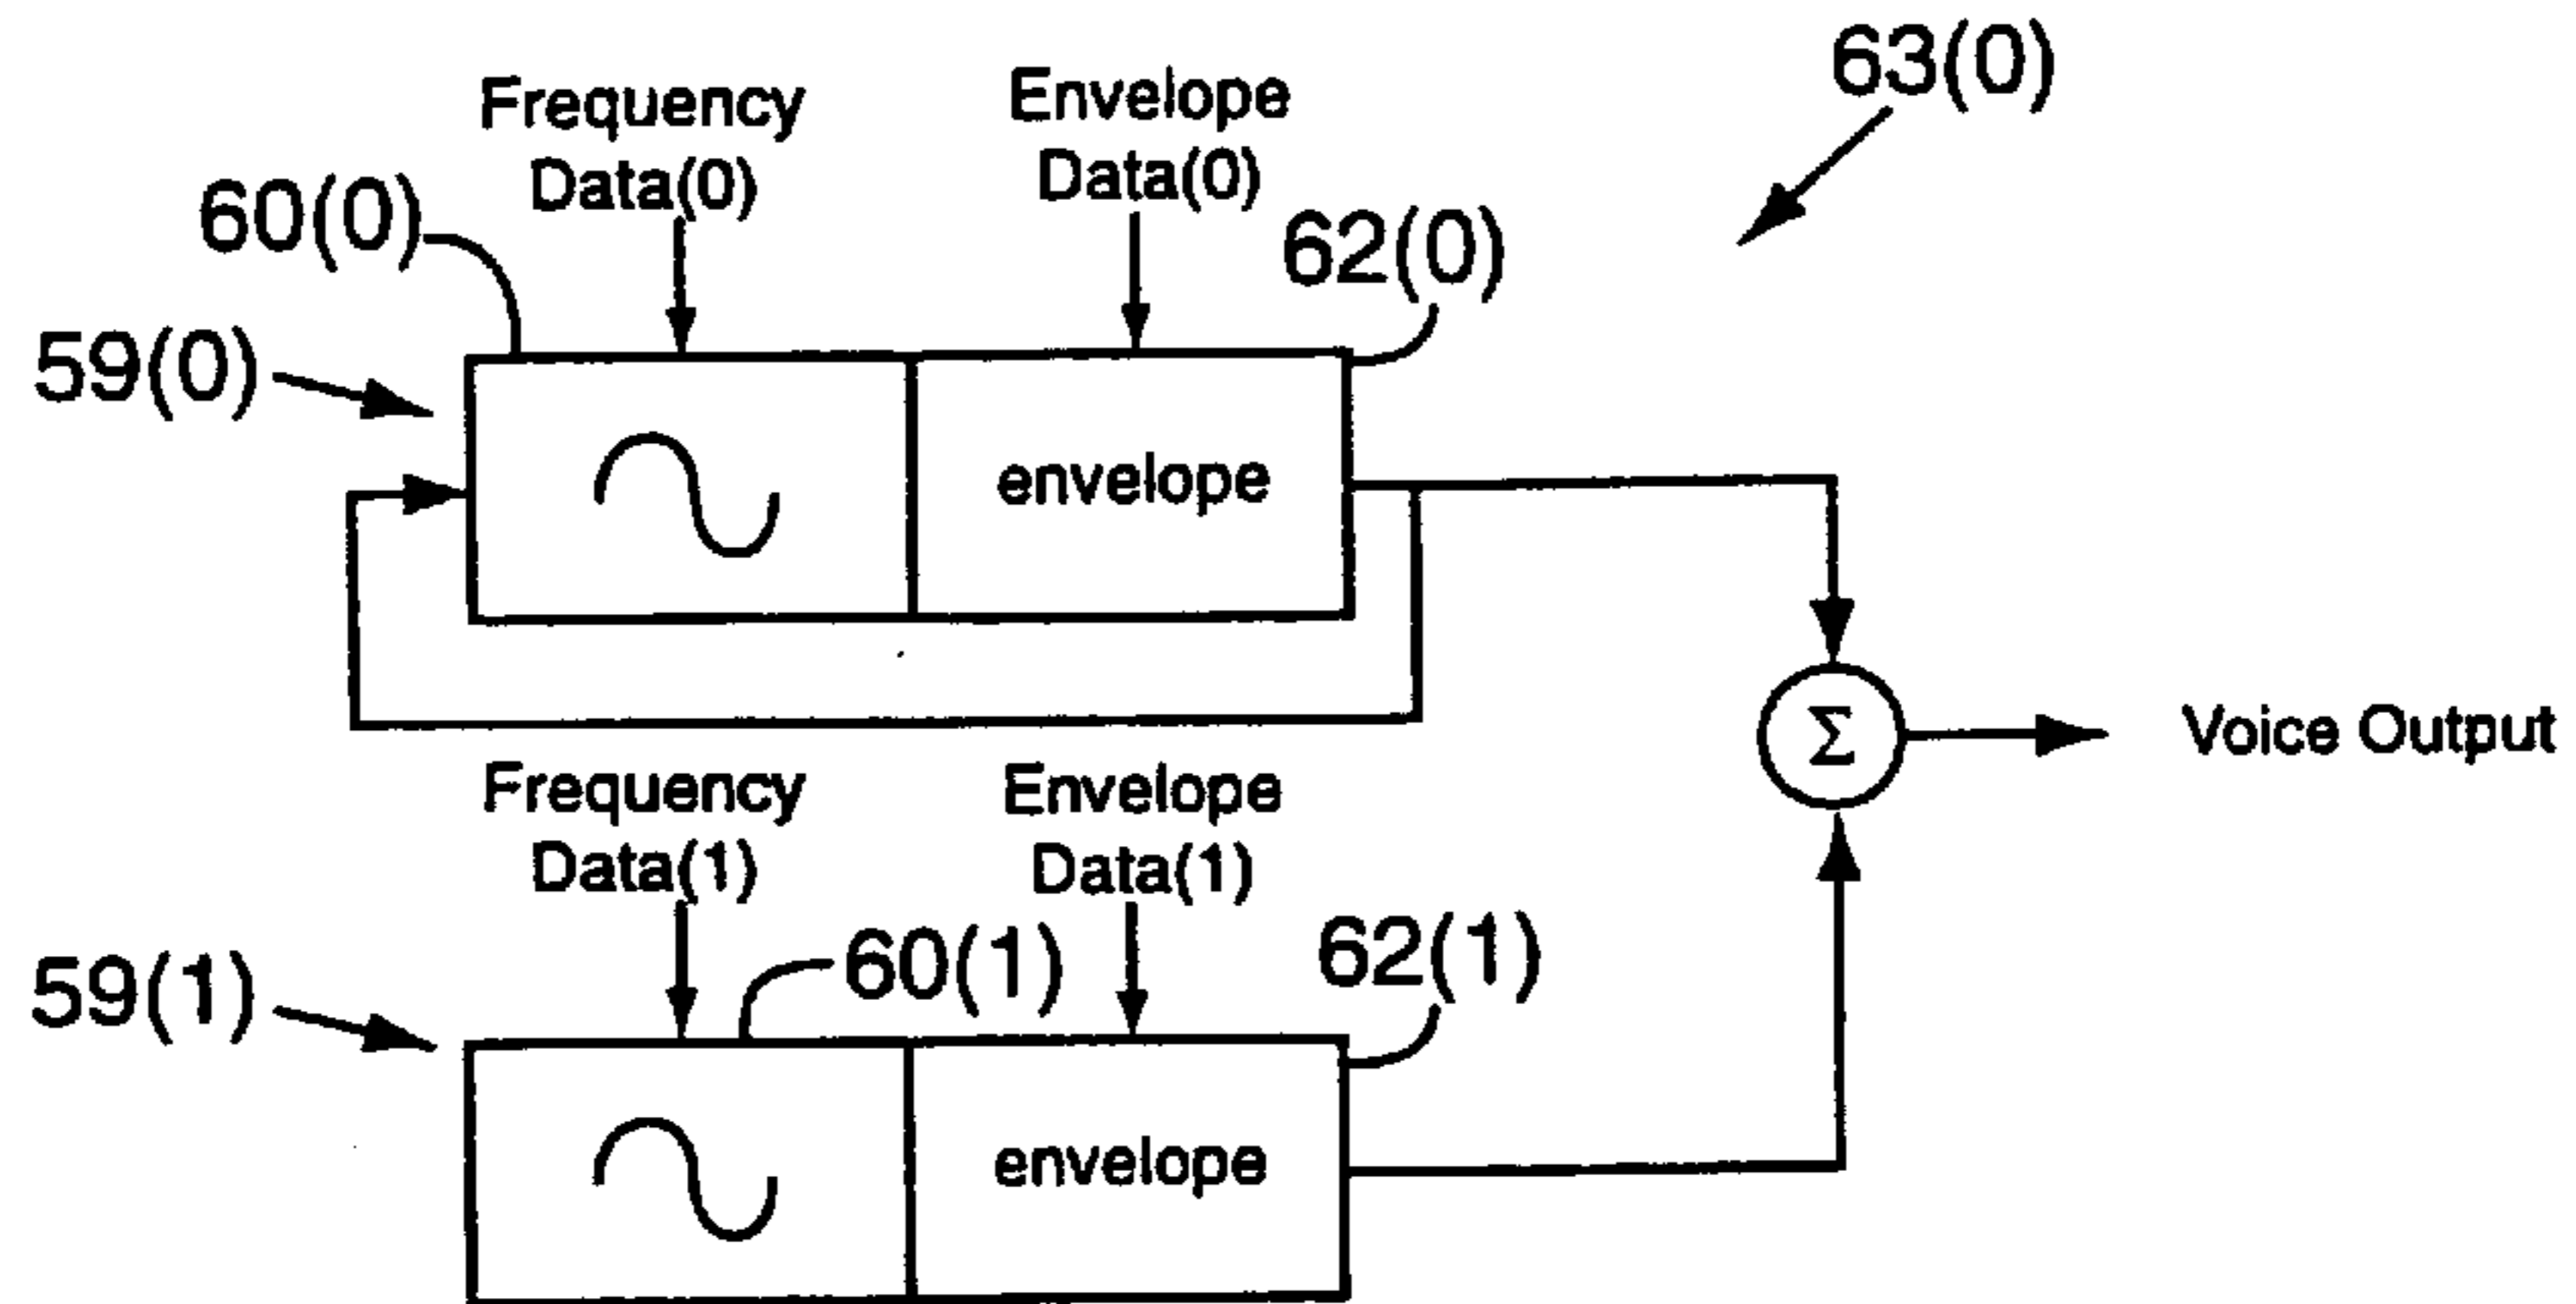 63(0)
Frequency
Data(0)
Envelope
Data(0)
60(0)
62(0)
59(0)
envelope
Σ
Voice Output
Frequency
Data(1)
Envelope
Data(1)
60(1)
62(1)
59(1)
envelope